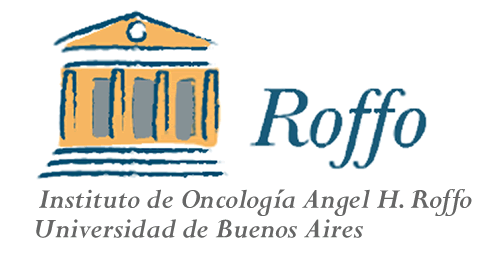 Roffo
Instituto de Oncología Angel H. Roffo
Universidad de Buenos Aires